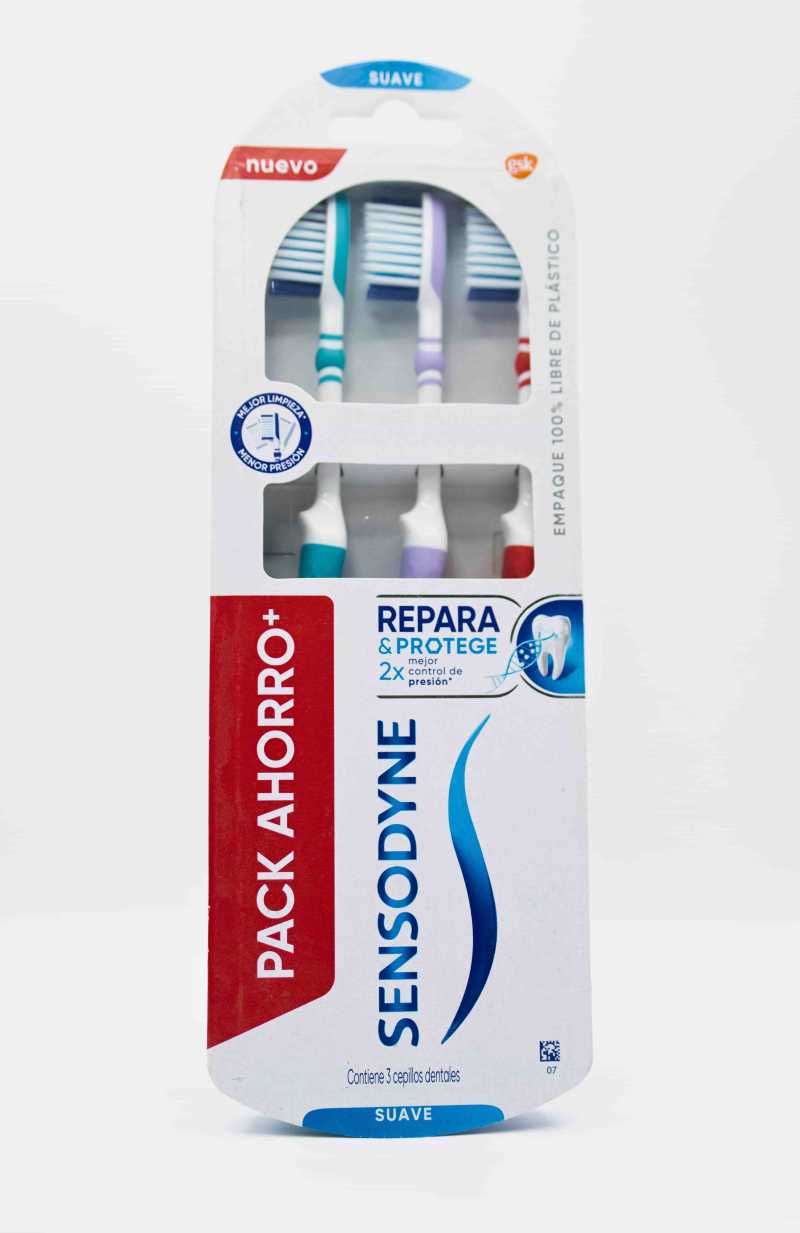 SUAVE
nuevo
gsk
EMPAQUE 100% LIBRE DE PLÁSTICO
MEJOR LIMPIEZA*
MENOR PRESIÓN
PACK AHORRO+
REPARA
& PROTEGE
2x mejor
control de
presión*
SENSODYNE
Contiene 3 cepillos dentales
07
SUAVE